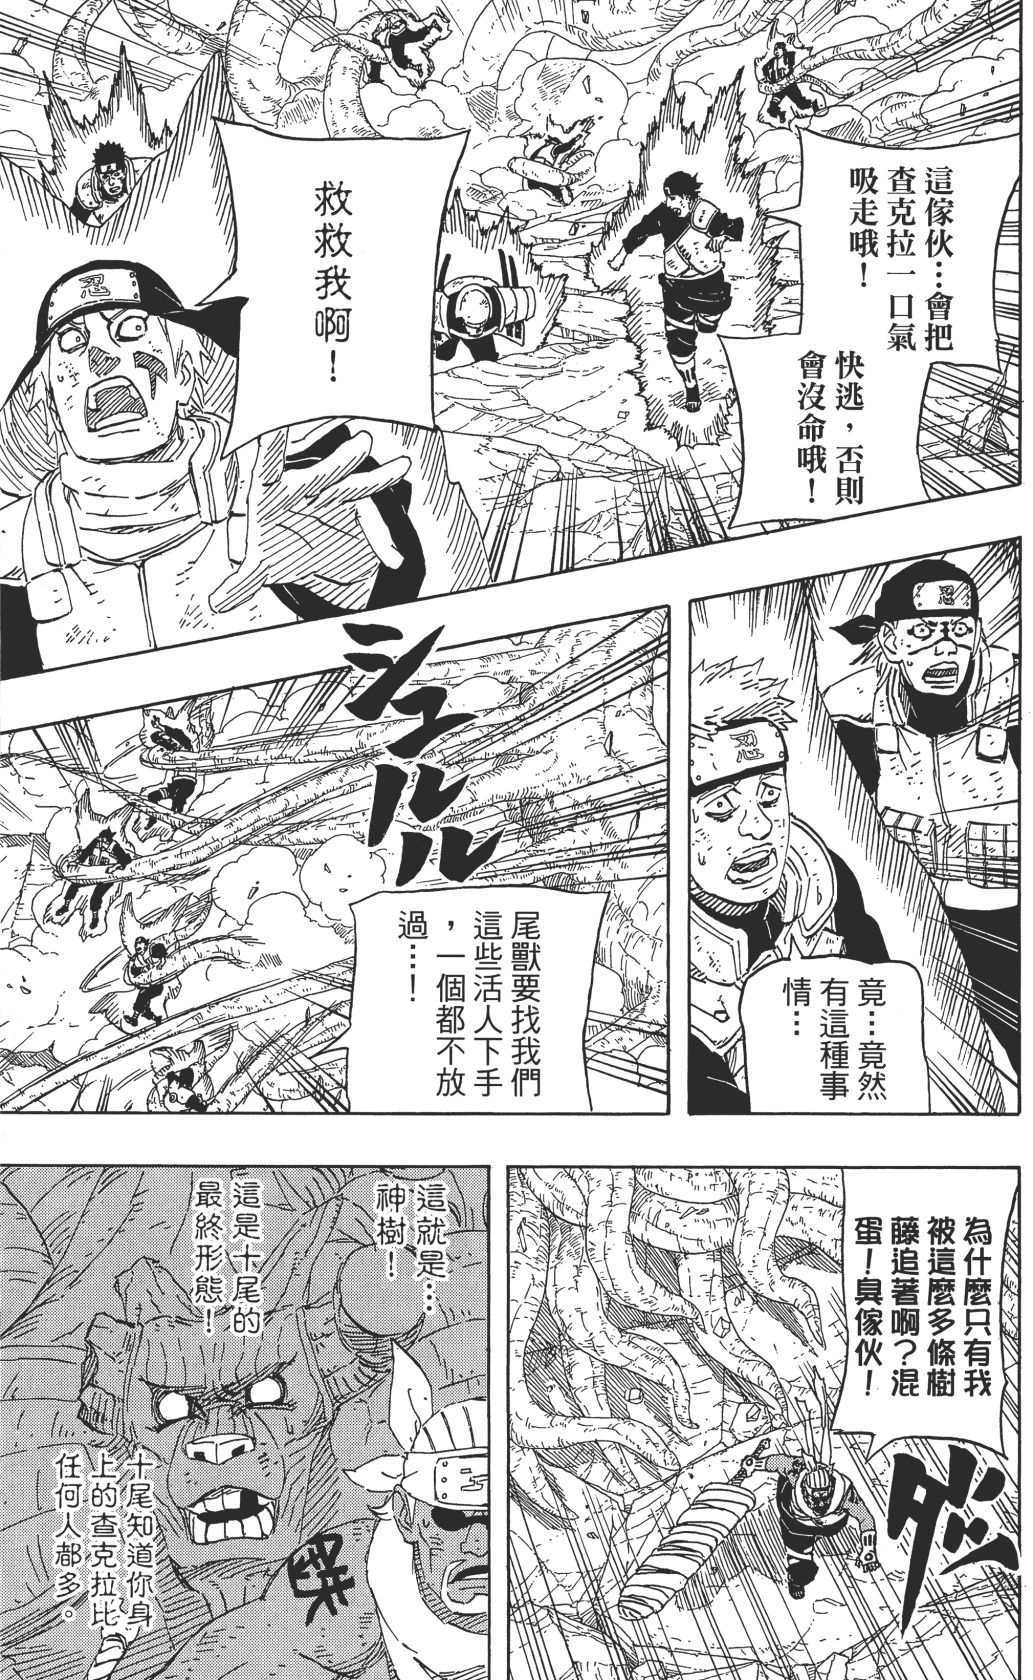 這傢伙…會把
查克拉一口氣
吸走哦！
快逃，否則
會沒命哦！
救救我啊！
忍
忍
忍
竟…竟然
有這種事
情…
シュルルル
尾獸要找我們
這些活人下手
，一個都不放
過…！
為什麼只有我
被這麼多條樹
藤追著啊？混
蛋！臭傢伙！
ダッ
這就是…
神樹！
這是十尾的
最終形態！
十尾知道你身
上的查克拉比
任何人都多。